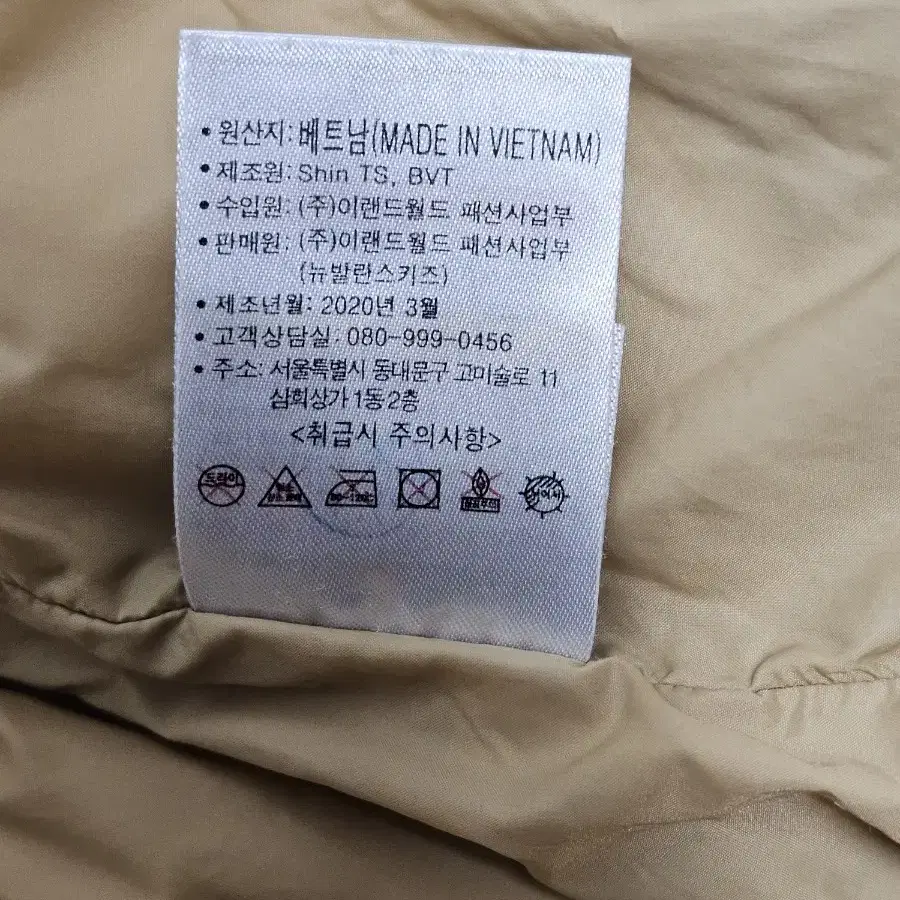 • 원산지: 베트남(MADE IN VIETNAM)
• 제조원: Shin TS, BVT
• 수입원: (주)이랜드월드 패션사업부
• 판매원: (주)이랜드월드 패션사업부
(뉴발란스키즈)
• 제조년월: 2020년 3월
• 고객상담실: 080-999-0456
• 주소: 서울특별시 동대문구 고미술로 11
삼희상가 1동 2층
<취급시 주의사항>
드라이